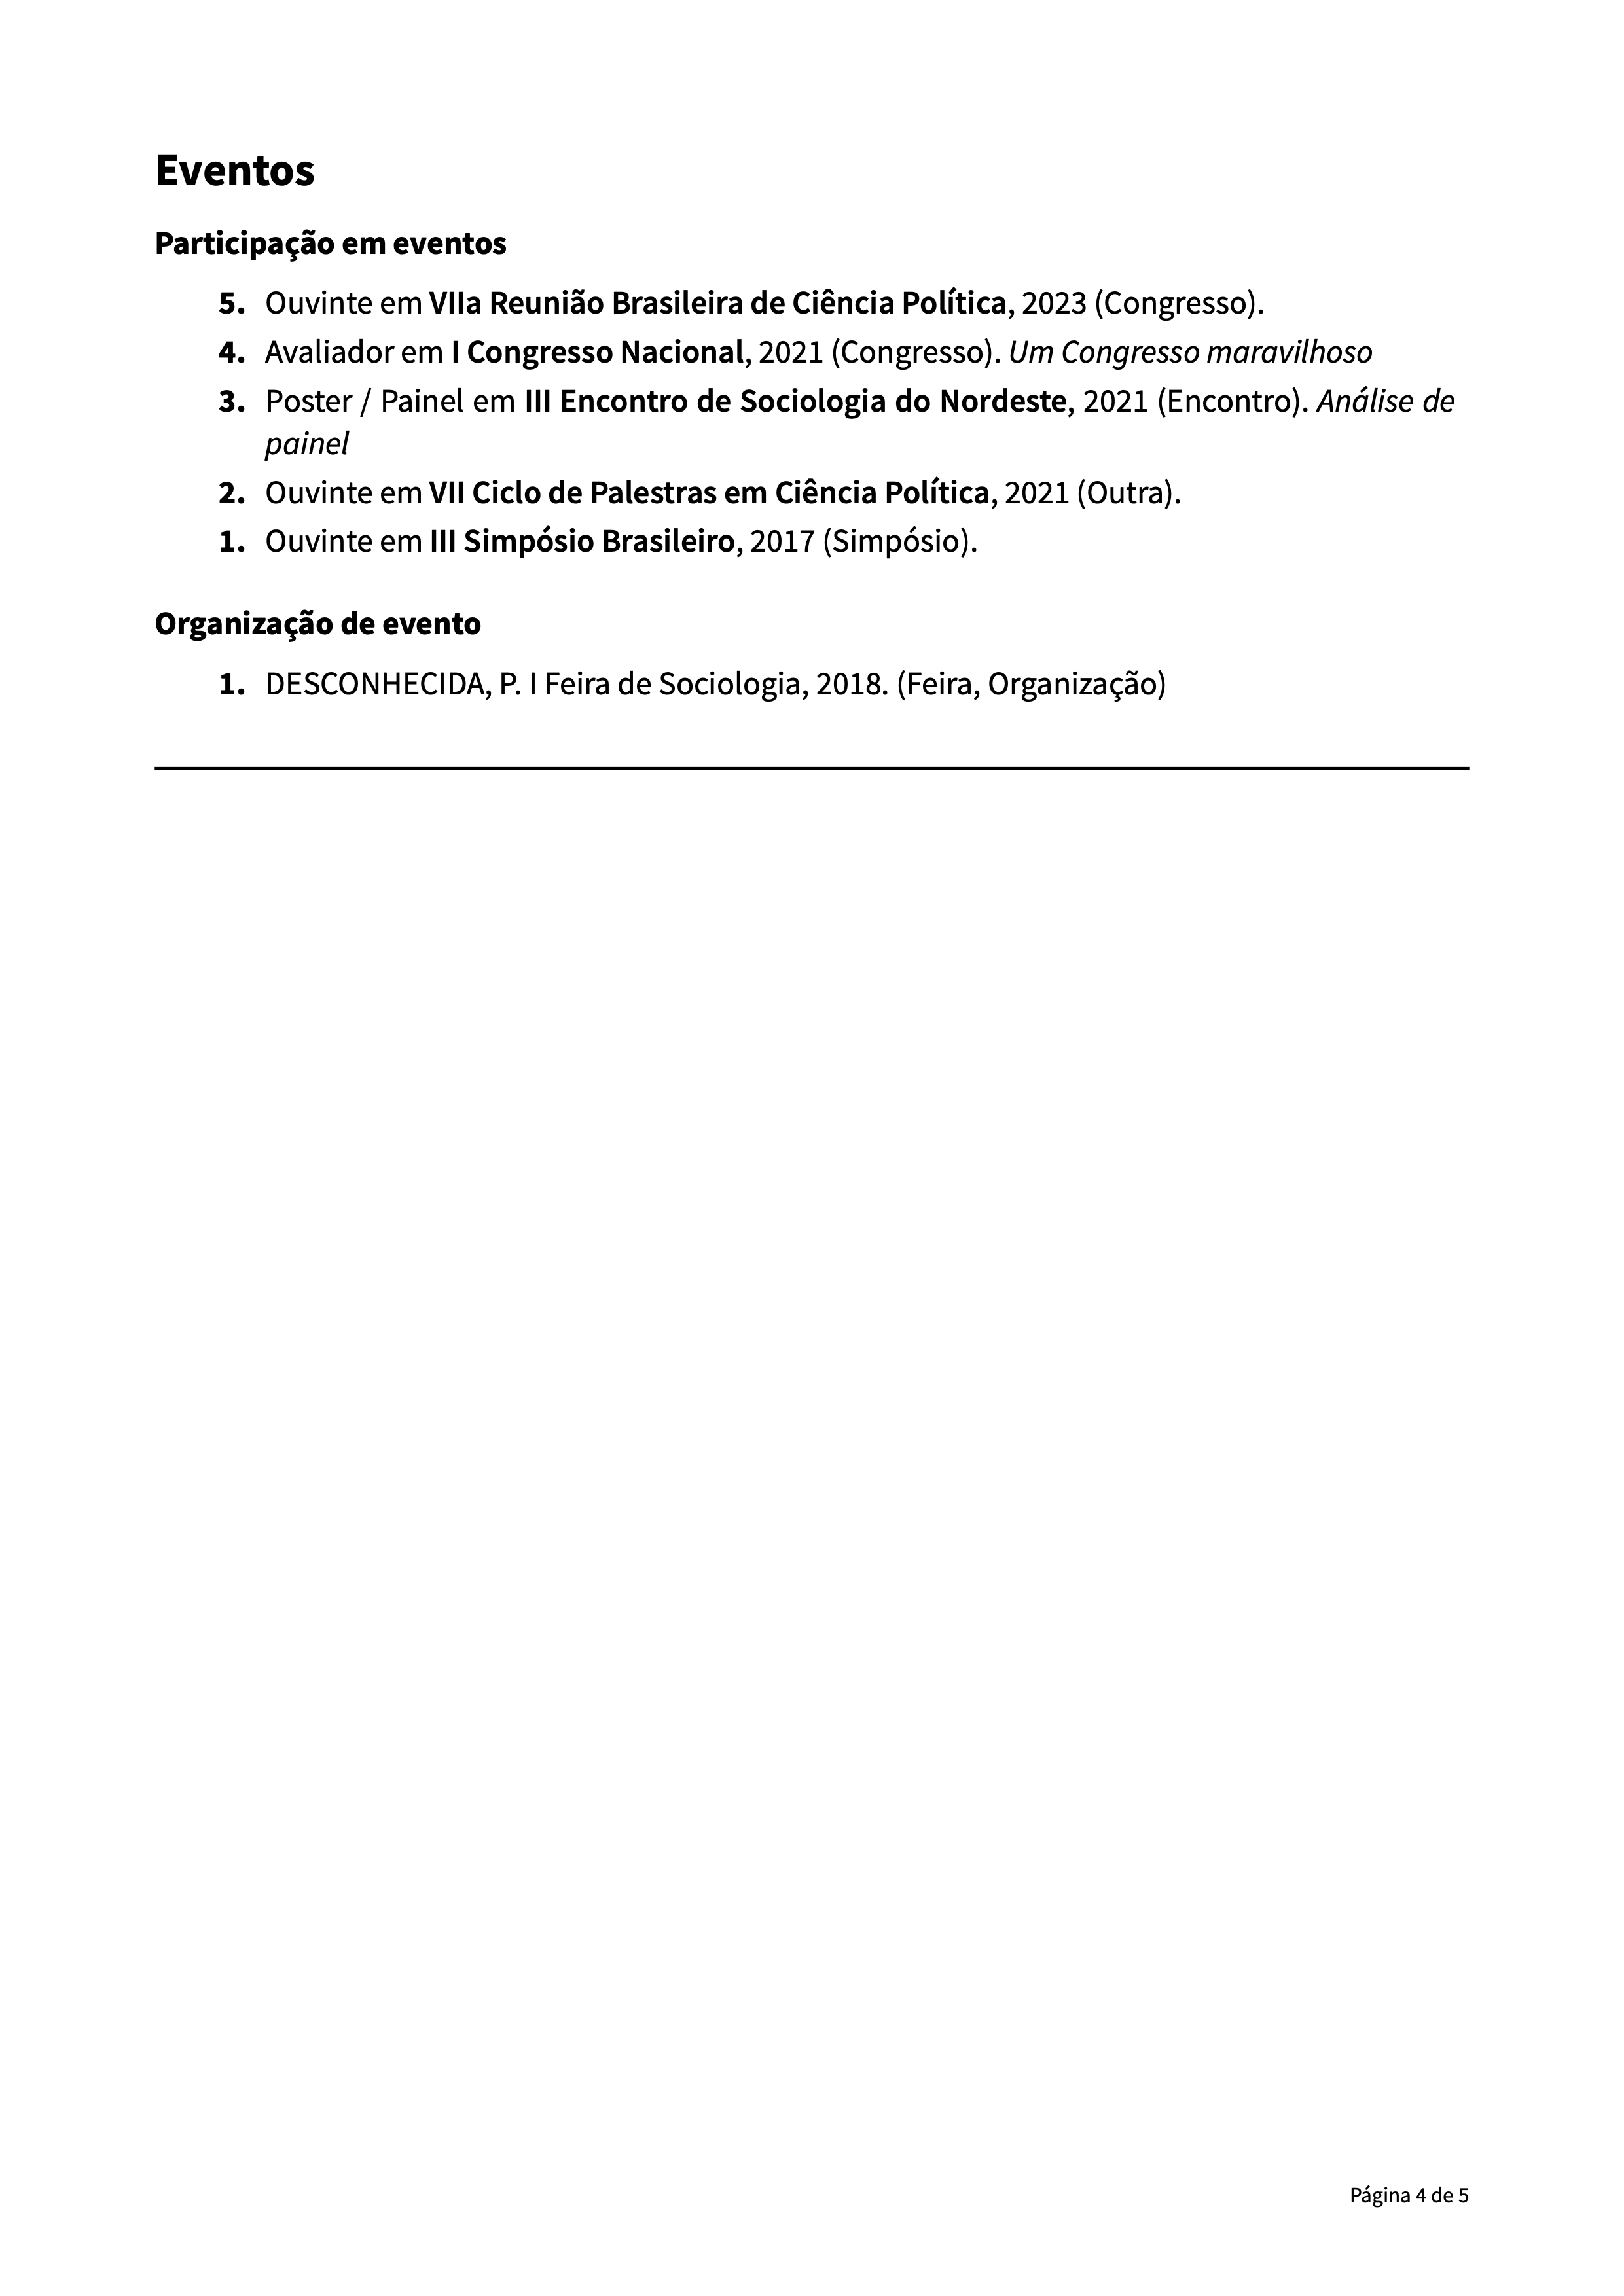 Eventos
Participação em eventos
5. Ouvinte em VIIa Reunião Brasileira de Ciência Política, 2023 (Congresso).
4. Avaliador em I Congresso Nacional, 2021 (Congresso). Um Congresso maravilhoso
3. Poster / Painel em III Encontro de Sociologia do Nordeste, 2021 (Encontro). Análise de
painel
2. Ouvinte em VII Ciclo de Palestras em Ciência Política, 2021 (Outra).
1. Ouvinte em III Simpósio Brasileiro, 2017 (Simpósio).
Organização de evento
1. DESCONHECIDA, P. I Feira de Sociologia, 2018. (Feira, Organização)
Página 4 de 5